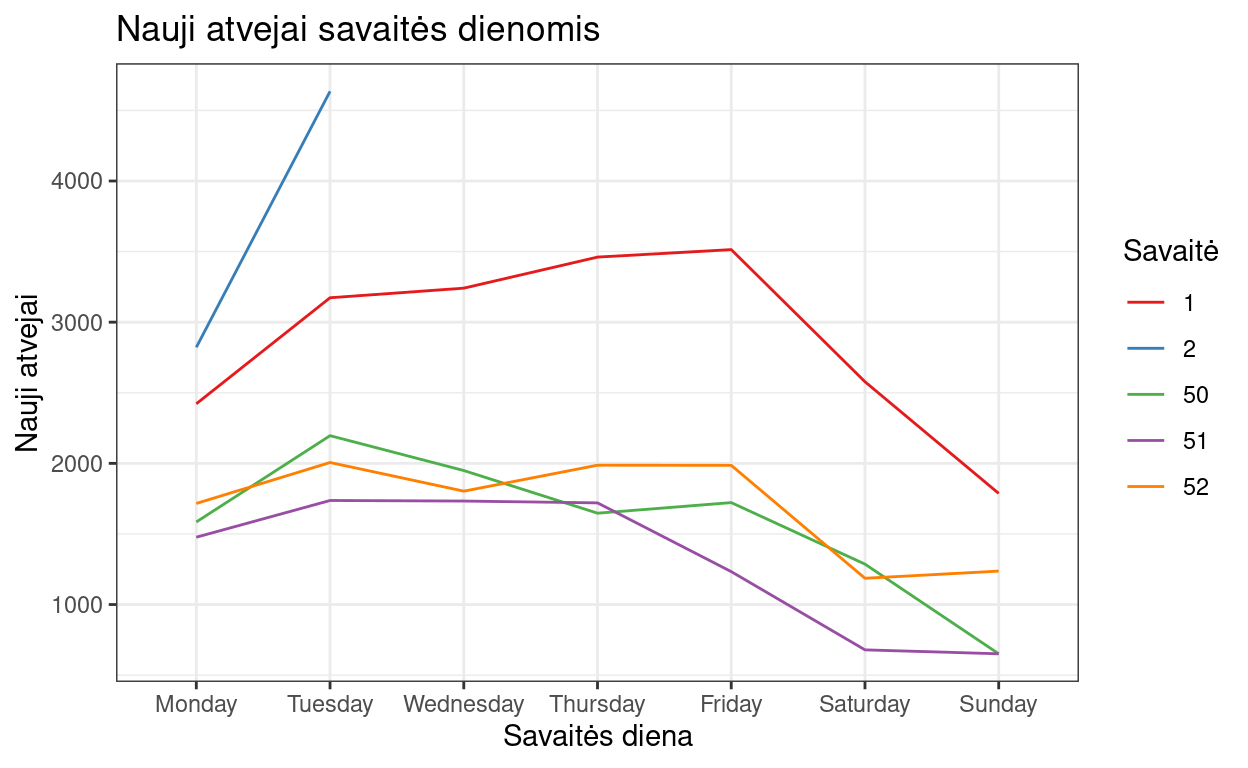 Nauji atvejai savaitės dienomis
Nauji atvejai
4000
3000
2000
1000
Monday Tuesday Wednesday Thursday Friday Saturday Sunday
Savaitės diena
Savaitė
1
2
50
51
52